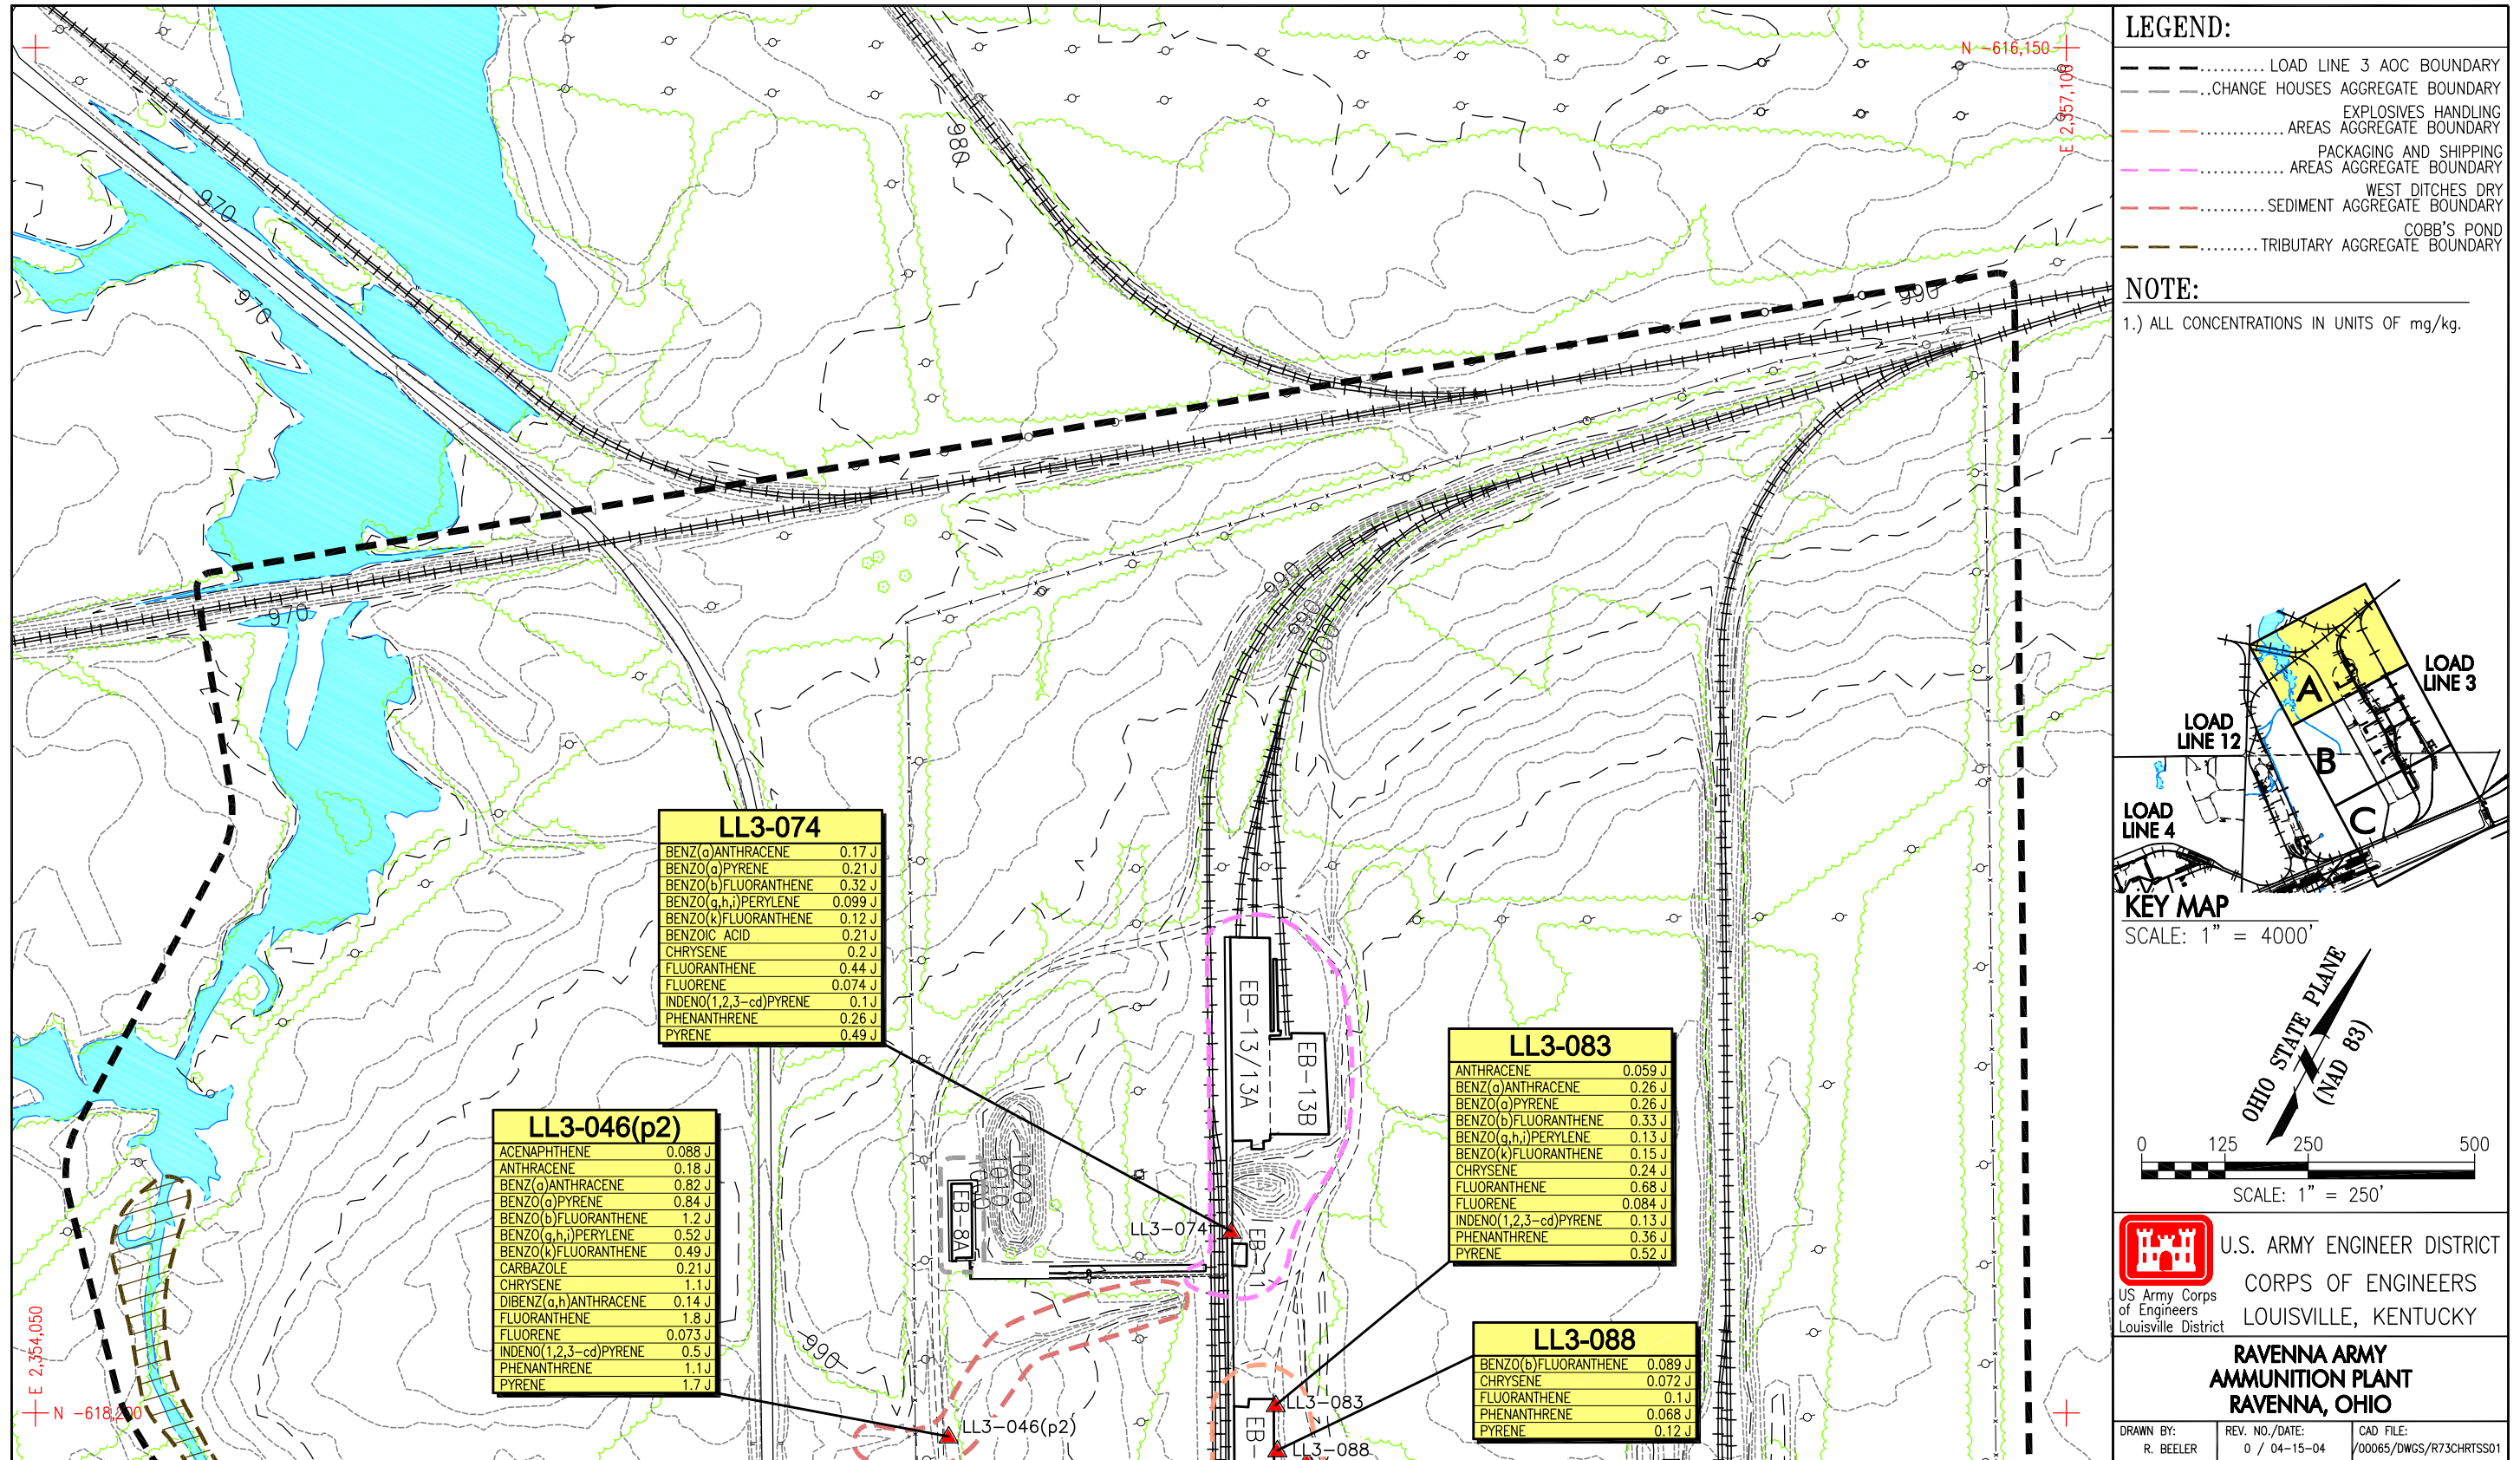 N -616,150
E 2,357,100
980
970
970
990
970
990
990
1000
LL3-074
BENZ(a)ANTHRACENE 0.17 J
BENZO(a)PYRENE 0.21 J
BENZO(b)FLUORANTHENE 0.32 J
BENZO(g,h,i)PERYLENE 0.099 J
BENZO(k)FLUORANTHENE 0.12 J
BENZOIC ACID 0.21 J
CHRYSENE 0.2 J
FLUORANTHENE 0.44 J
FLUORENE 0.074 J
INDENO(1,2,3-cd)PYRENE 0.1 J
PHENANTHRENE 0.26 J
PYRENE 0.49 J
LL3-046(p2)
ACENAPHTHENE 0.088 J
ANTHRACENE 0.18 J
BENZ(a)ANTHRACENE 0.82 J
BENZO(a)PYRENE 0.84 J
BENZO(b)FLUORANTHENE 1.2 J
BENZO(g,h,i)PERYLENE 0.52 J
BENZO(k)FLUORANTHENE 0.49 J
CARBAZOLE 0.21 J
CHRYSENE 1.1 J
DIBENZ(a,h)ANTHRACENE 0.14 J
FLUORANTHENE 1.8 J
FLUORENE 0.073 J
INDENO(1,2,3-cd)PYRENE 0.5 J
PHENANTHRENE 1.1 J
PYRENE 1.7 J
LL3-083
ANTHRACENE 0.059 J
BENZ(a)ANTHRACENE 0.26 J
BENZO(a)PYRENE 0.26 J
BENZO(b)FLUORANTHENE 0.33 J
BENZO(g,h,i)PERYLENE 0.13 J
BENZO(k)FLUORANTHENE 0.15 J
CHRYSENE 0.24 J
FLUORANTHENE 0.68 J
FLUORENE 0.084 J
INDENO(1,2,3-cd)PYRENE 0.13 J
PHENANTHRENE 0.36 J
PYRENE 0.52 J
LL3-088
BENZO(b)FLUORANTHENE 0.089 J
CHRYSENE 0.072 J
FLUORANTHENE 0.1 J
PHENANTHRENE 0.068 J
PYRENE 0.12 J
EB-13/13A
EB-13B
1020
1010
EB-8A
LL3-074
990
LL3-083
LL3-046(p2)
EB-
LL3-088
E 2,354,050
N -618,200
LEGEND:
.......... LOAD LINE 3 AOC BOUNDARY
..CHANGE HOUSES AGGREGATE BOUNDARY
EXPLOSIVES HANDLING
............ AREAS AGGREGATE BOUNDARY
PACKAGING AND SHIPPING
............ AREAS AGGREGATE BOUNDARY
WEST DITCHES DRY
......... SEDIMENT AGGREGATE BOUNDARY
COBB'S POND
......... TRIBUTARY AGGREGATE BOUNDARY
NOTE:
1.) ALL CONCENTRATIONS IN UNITS OF mg/kg.
LOAD
LINE 3
A
LOAD
LINE 12
B
LOAD
LINE 4
C
KEY MAP
SCALE: 1" = 4000'
OHIO STATE PLANE
(NAD 83)
0 125 250 500
SCALE: 1" = 250'
US Army Corps
of Engineers
Louisville District
U.S. ARMY ENGINEER DISTRICT
CORPS OF ENGINEERS
LOUISVILLE, KENTUCKY
RAVENNA ARMY
AMMUNITION PLANT
RAVENNA, OHIO
DRAWN BY:
R. BEELER
REV. NO./DATE:
0 / 04-15-04
CAD FILE:
/00065/DWGS/R73CHRTSS01